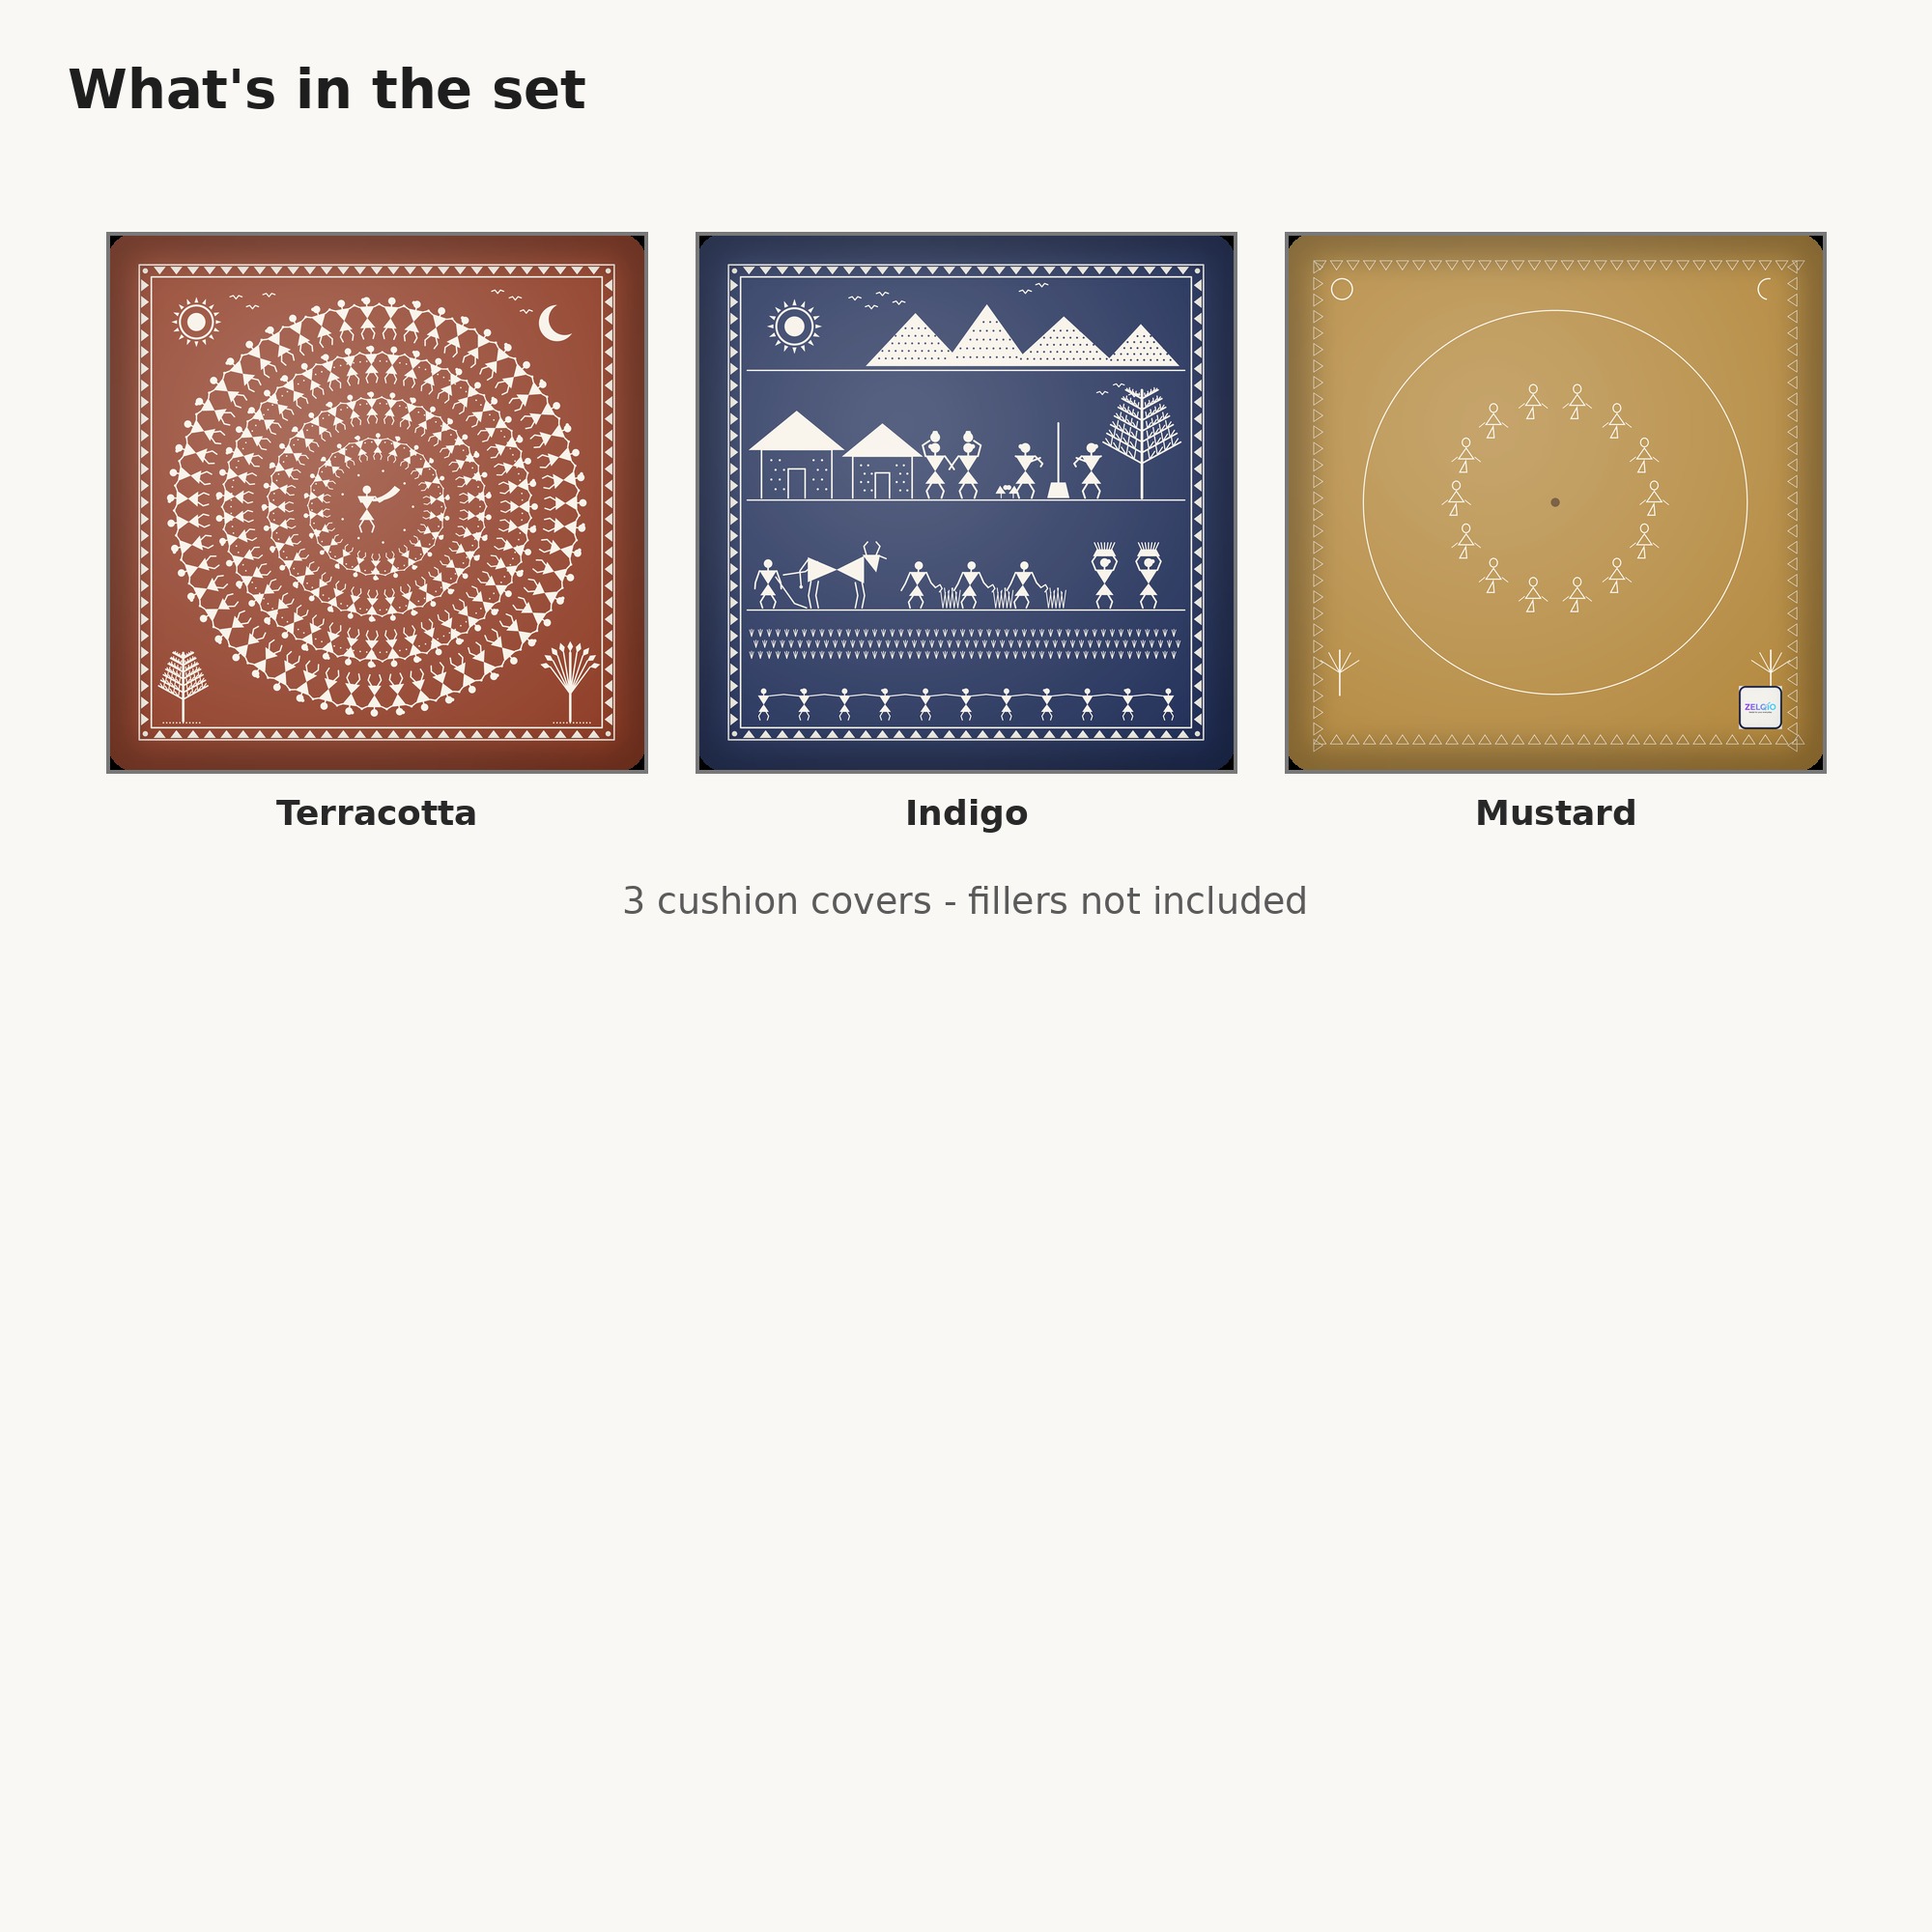 What's in the set
ZELGIO
Terracotta
Indigo
Mustard
3 cushion covers - fillers not included